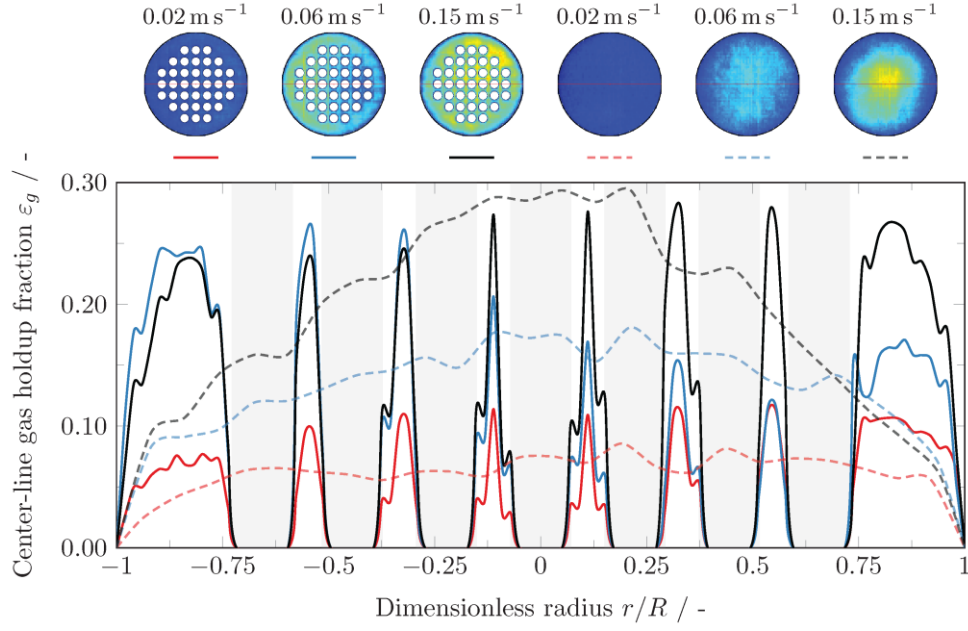 0.02 m s⁻¹ 0.06 m s⁻¹ 0.15 m s⁻¹ 0.02 m s⁻¹ 0.06 m s⁻¹ 0.15 m s⁻¹
Center-line gas holdup fraction ε_g / -
0.30
0.20
0.10
0.00
−1 −0.75 −0.5 −0.25 0 0.25 0.5 0.75 1
Dimensionless radius r/R / -